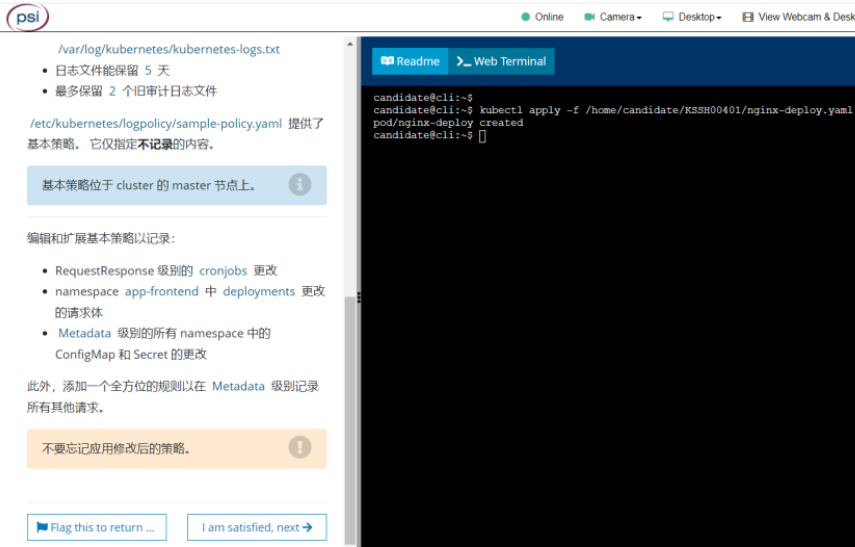 psi
Online
Camera
Desktop
View Webcam & Desk
/var/log/kubernetes/kubernetes-logs.txt
日志文件能保留 5 天
最多保留 2 个旧审计日志文件
/etc/kubernetes/logpolicy/sample-policy.yaml 提供了
基本策略。 它仅指定不记录的内容。
基本策略位于 cluster 的 master 节点上。
编辑和扩展基本策略以记录：
RequestResponse 级别的 cronjobs 更改
namespace app-frontend 中 deployments 更改
的请求体
Metadata 级别的所有 namespace 中的
ConfigMap 和 Secret 的更改
此外，添加一个全方位的规则以在 Metadata 级别记录
所有其他请求。
不要忘记应用修改后的策略。
Flag this to return ...
I am satisfied, next
Readme
Web Terminal
candidate@cli:~$
candidate@cli:~$ kubectl apply -f /home/candidate/KSSH00401/nginx-deploy.yaml
pod/nginx-deploy created
candidate@cli:~$